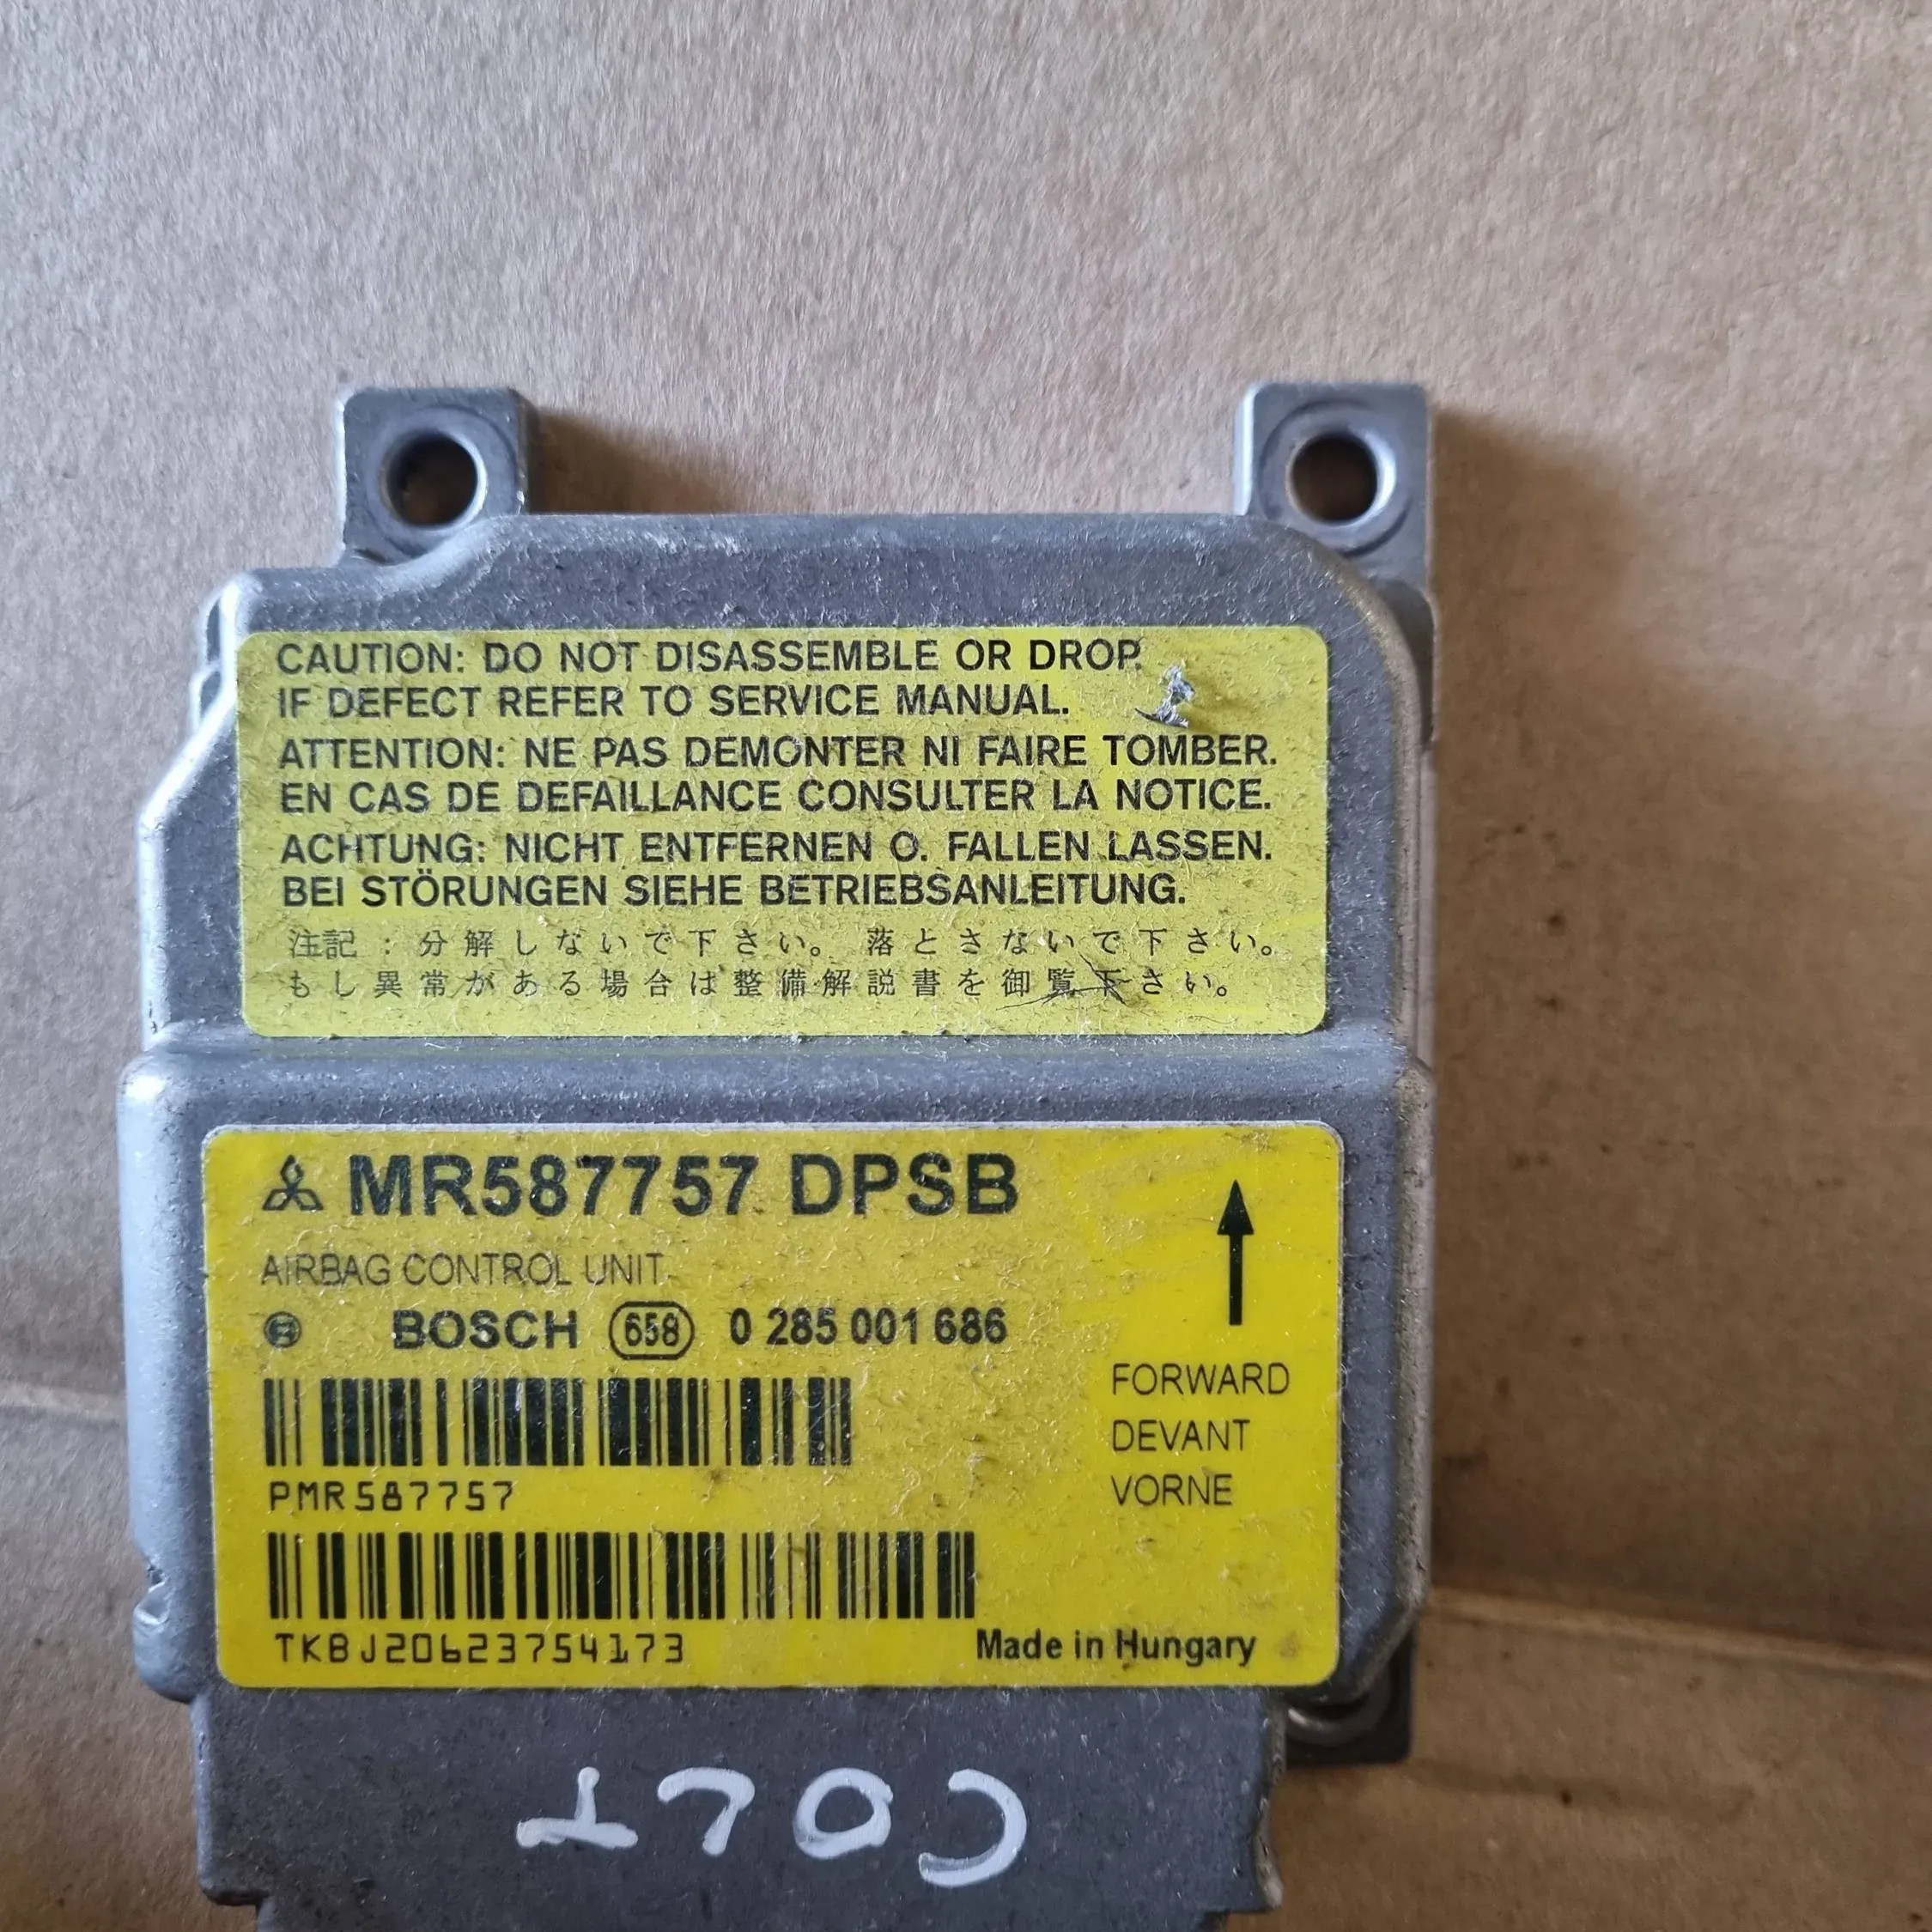 CAUTION: DO NOT DISASSEMBLE OR DROP.
IF DEFECT REFER TO SERVICE MANUAL.
ATTENTION: NE PAS DEMONTER NI FAIRE TOMBER.
EN CAS DE DEFAILLANCE CONSULTER LA NOTICE.
ACHTUNG: NICHT ENTFERNEN O. FALLEN LASSEN.
BEI STÖRUNGEN SIEHE BETRIEBSANLEITUNG.
注記：分解しないで下さい。 落とさないで下さい。
もし異常がある場合は整備解説書を御覧下さい。
MR587757 DPSB
AIRBAG CONTROL UNIT
BOSCH 658 0 285 001 686
FORWARD
DEVANT
VORNE
PMR587757
TKBJ20623754173
Made in Hungary
COLT